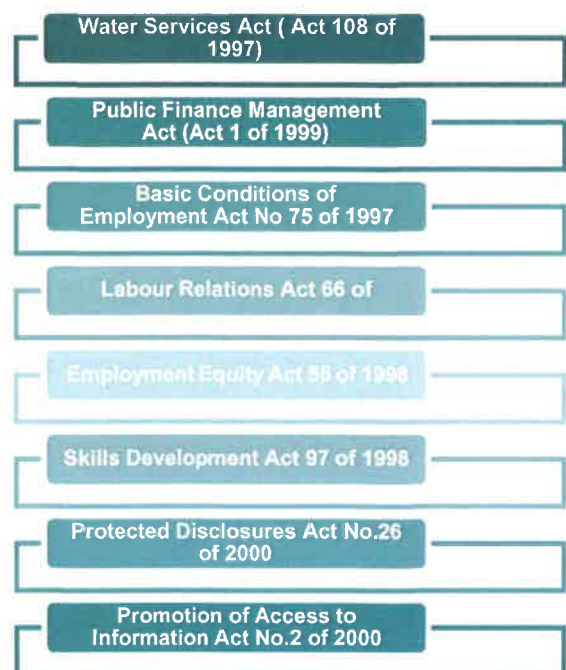 Water Services Act ( Act 108 of
1997)
Public Finance Management
Act (Act 1 of 1999)
Basic Conditions of
Employment Act No 75 of 1997
Labour Relations Act 66 of
Employment Equity Act 55 of 1998
Skills Development Act 97 of 1998
Protected Disclosures Act No.26
of 2000
Promotion of Access to
Information Act No.2 of 2000